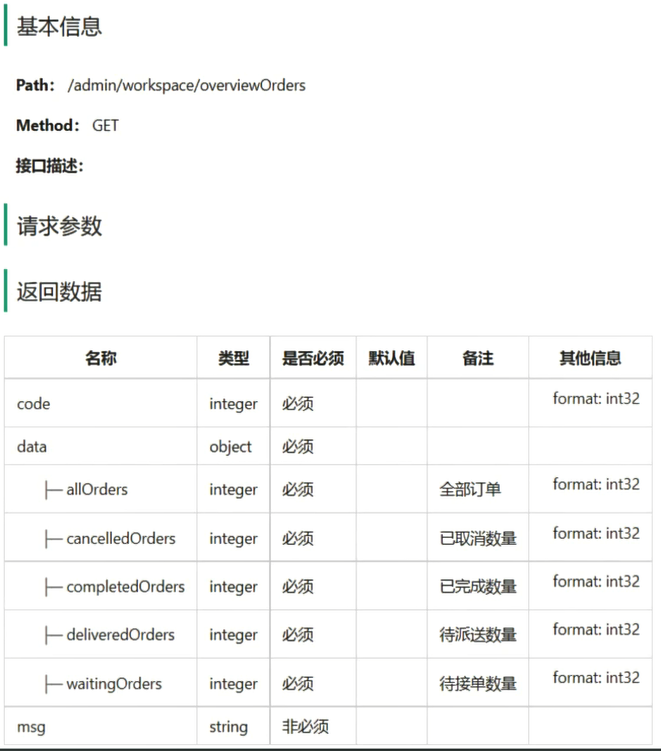 基本信息
Path： /admin/workspace/overviewOrders
Method： GET
接口描述：
请求参数
返回数据
名称 类型 是否必须 默认值 备注 其他信息
code integer 必须 format: int32
data object 必须
├─ allOrders integer 必须 全部订单 format: int32
├─ cancelledOrders integer 必须 已取消数量 format: int32
├─ completedOrders integer 必须 已完成数量 format: int32
├─ deliveredOrders integer 必须 待派送数量 format: int32
├─ waitingOrders integer 必须 待接单数量 format: int32
msg string 非必须